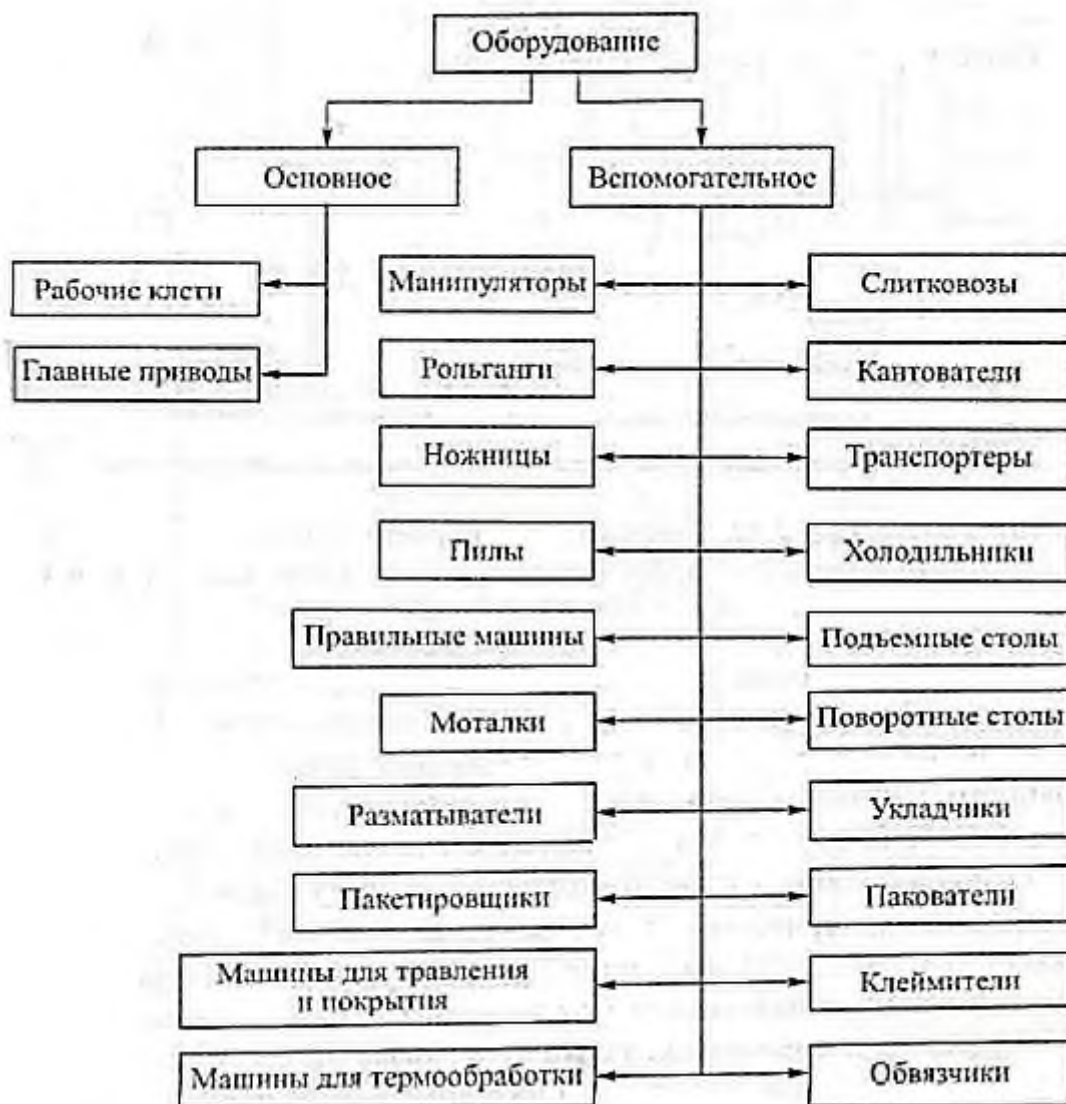 Оборудование
Основное
Вспомогательное
Рабочие клети
Главные приводы
Манипуляторы
Слитковозы
Рольганги
Кантователи
Ножницы
Транспортеры
Пилы
Холодильники
Правильные машины
Подъемные столы
Моталки
Поворотные столы
Разматыватели
Укладчики
Пакетировщики
Пакователи
Машины для травления
и покрытия
Клеймители
Машины для термообработки
Обвязчики